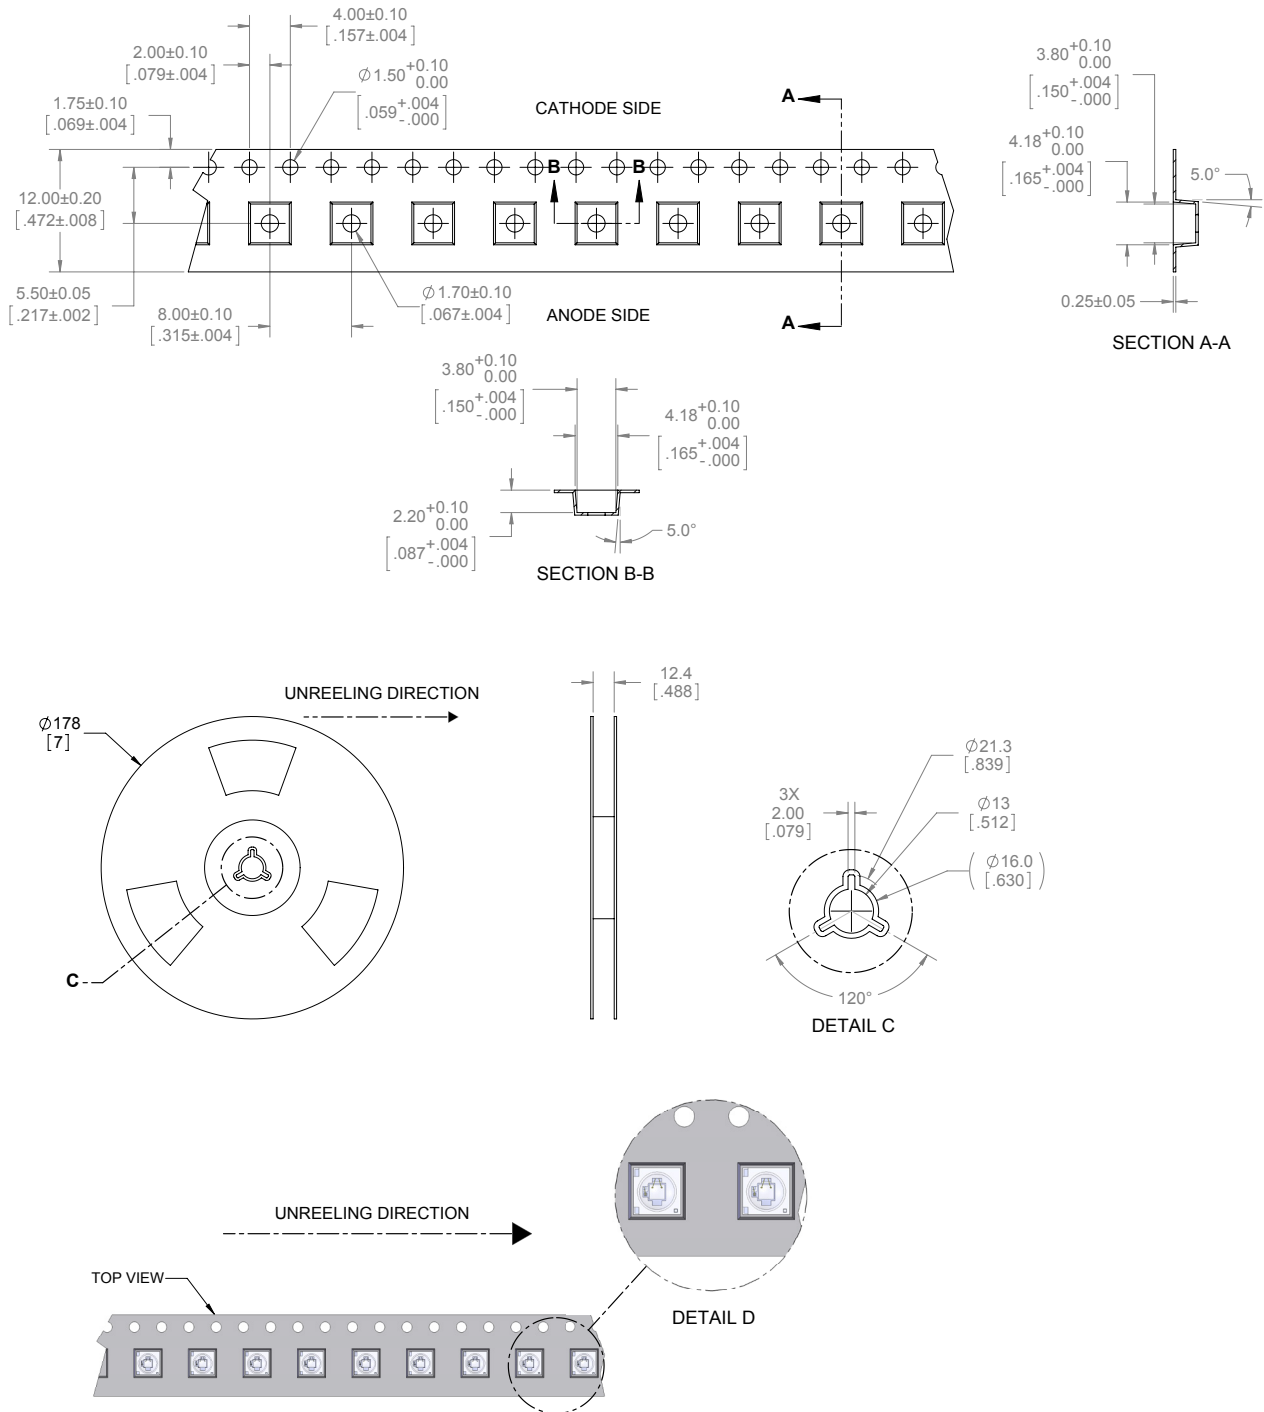 4.00±0.10
[.157±.004]
2.00±0.10
[.079±.004]
Ø1.50 +0.10
0.00
[.059 +.004
-.000]
1.75±0.10
[.069±.004]
CATHODE SIDE
A
B B
12.00±0.20
[.472±.008]
5.50±0.05
[.217±.002]
8.00±0.10
[.315±.004]
Ø1.70±0.10
[.067±.004]
ANODE SIDE
A
3.80 +0.10
0.00
[.150 +.004
-.000]
4.18 +0.10
0.00
[.165 +.004
-.000]
5.0°
0.25±0.05
SECTION A-A
3.80 +0.10
0.00
[.150 +.004
-.000]
4.18 +0.10
0.00
[.165 +.004
-.000]
2.20 +0.10
0.00
[.087 +.004
-.000]
5.0°
SECTION B-B
UNREELING DIRECTION
Ø178
[7]
C
12.4
[.488]
Ø21.3
[.839]
3X
2.00
[.079]
Ø13
[.512]
(Ø16.0
[.630])
120°
DETAIL C
UNREELING DIRECTION
TOP VIEW
DETAIL D